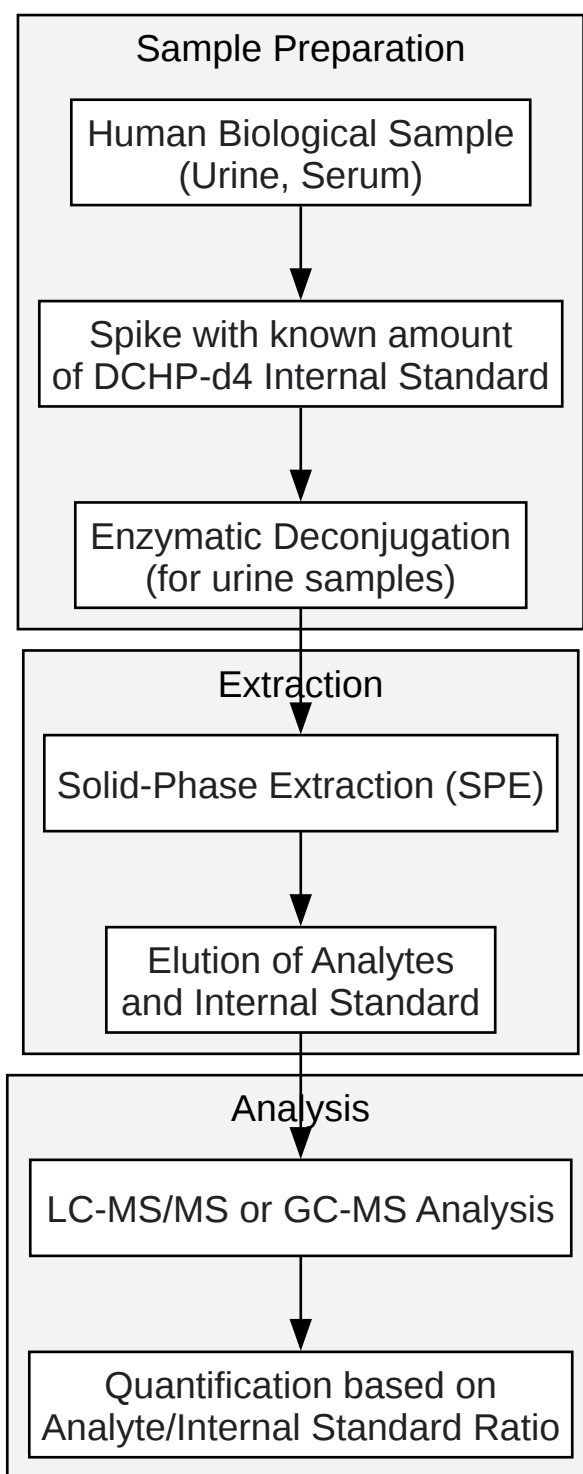 Sample Preparation
Human Biological Sample
(Urine, Serum)
Spike with known amount
of DCHP-d4 Internal Standard
Enzymatic Deconjugation
(for urine samples)
Extraction
Solid-Phase Extraction (SPE)
Elution of Analytes
and Internal Standard
Analysis
LC-MS/MS or GC-MS Analysis
Quantification based on
Analyte/Internal Standard Ratio